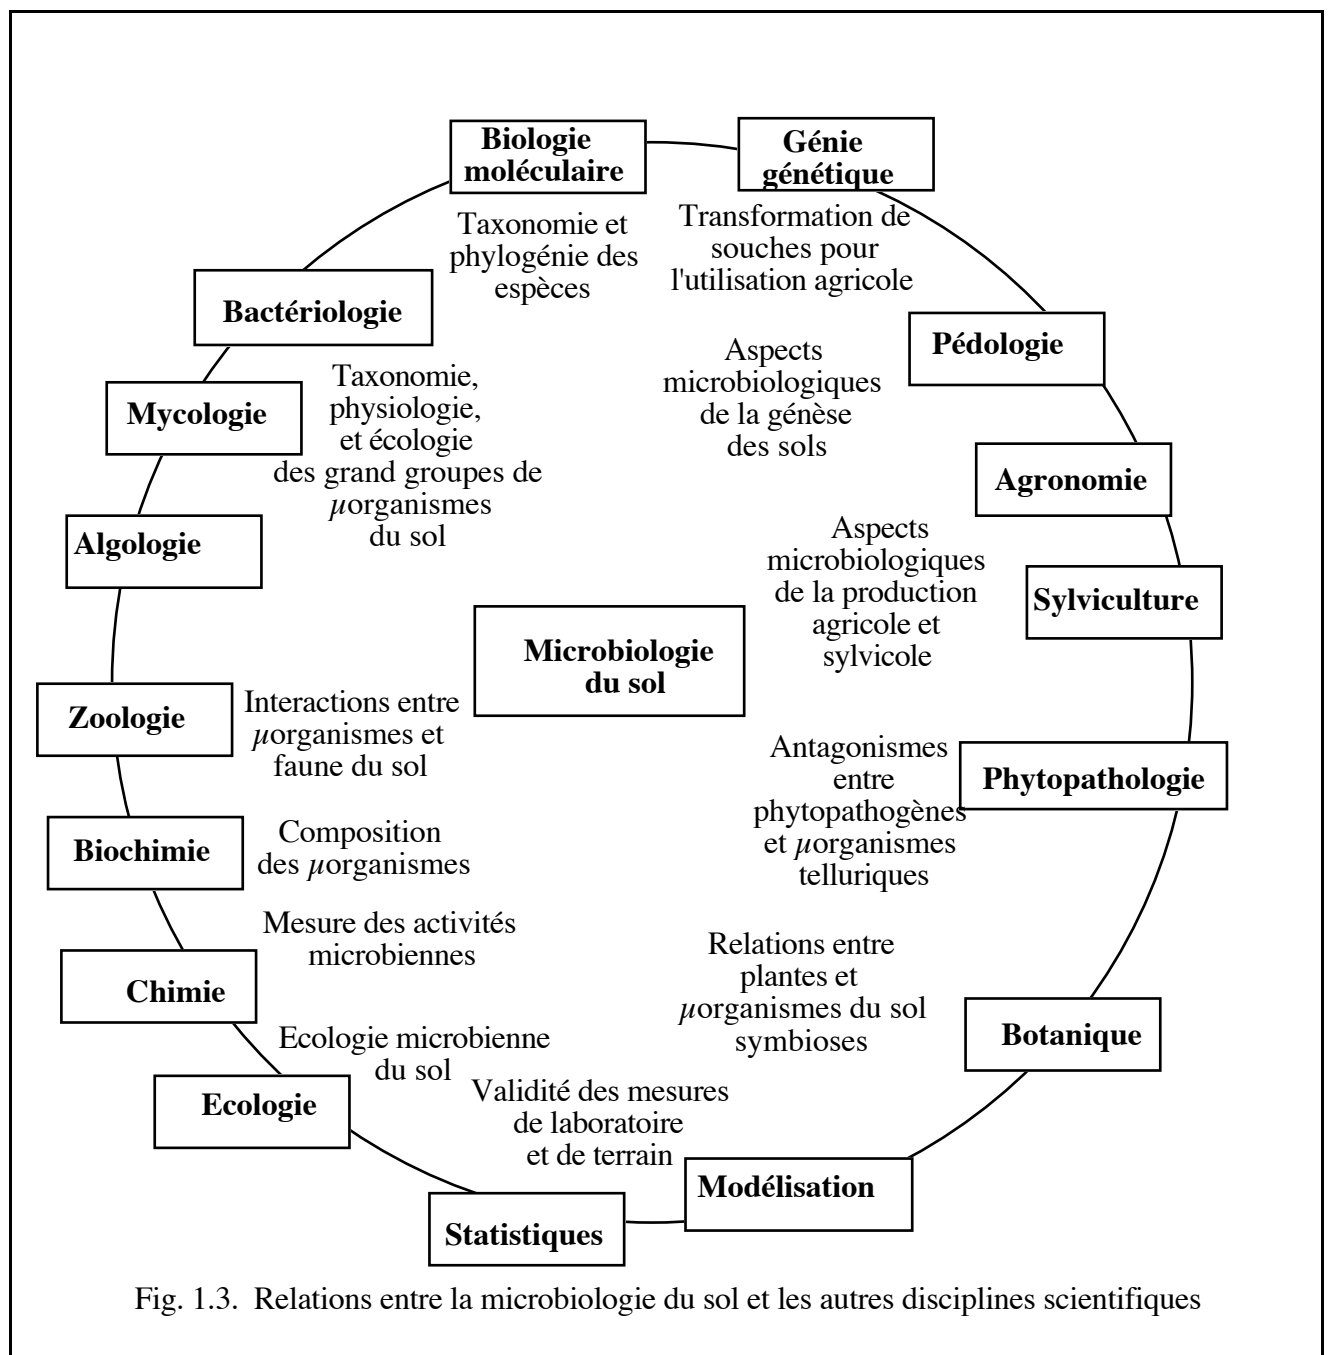 Biologie
moléculaire
Génie
génétique
Taxonomie et
phylogénie des
espèces
Transformation de
souches pour
l'utilisation agricole
Bactériologie
Pédologie
Aspects
microbiologiques
de la génèse
des sols
Mycologie
Taxonomie,
physiologie,
et écologie
des grand groupes de
µorganismes
du sol
Agronomie
Algologie
Aspects
microbiologiques
de la production
agricole et
sylvicole
Sylviculture
Microbiologie
du sol
Zoologie
Interactions entre
µorganismes et
faune du sol
Antagonismes
entre
phytopathogènes
et µorganismes
telluriques
Phytopathologie
Biochimie
Composition
des µorganismes
Mesure des activités
microbiennes
Chimie
Relations entre
plantes et
µorganismes du sol
symbioses
Botanique
Ecologie microbienne
du sol
Ecologie
Validité des mesures
de laboratoire
et de terrain
Modélisation
Statistiques
Fig. 1.3. Relations entre la microbiologie du sol et les autres disciplines scientifiques